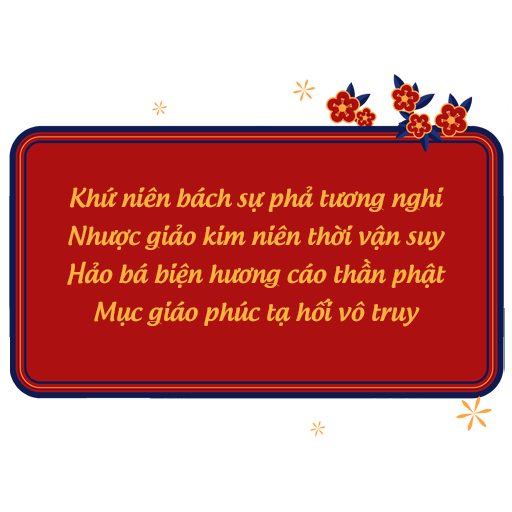 Khứ niên bách sự phả tương nghi
Nhược giảo kim niên thời vận suy
Hảo bá biện hương cáo thần phật
Mục giáo phúc tạ hối vô truy